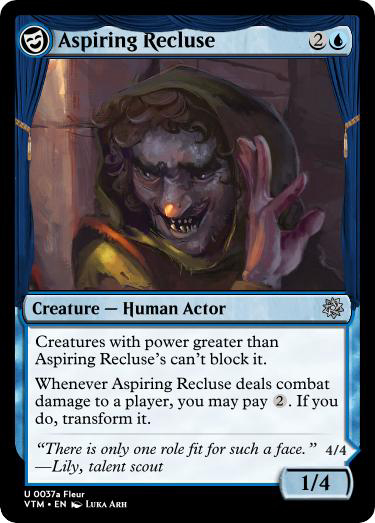 Aspiring Recluse 2
Creature — Human Actor
Creatures with power greater than
Aspiring Recluse's can't block it.
Whenever Aspiring Recluse deals combat
damage to a player, you may pay 2. If you
do, transform it.
"There is only one role fit for such a face." 4/4
—Lily, talent scout
1/4
U 0037a Fleur
VTM • EN Luka Arh